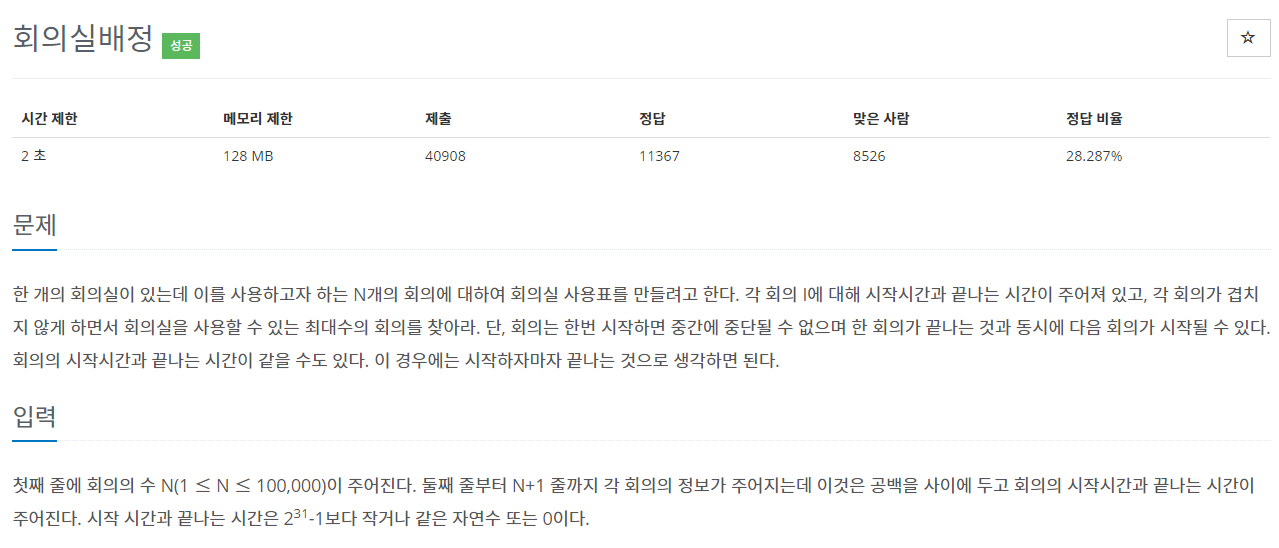 회의실배정 성공
☆
시간 제한 메모리 제한 제출 정답 맞은 사람 정답 비율
2 초 128 MB 40908 11367 8526 28.287%
문제
한 개의 회의실이 있는데 이를 사용하고자 하는 N개의 회의에 대하여 회의실 사용표를 만들려고 한다. 각 회의 I에 대해 시작시간과 끝나는 시간이 주어져 있고, 각 회의가 겹치
지 않게 하면서 회의실을 사용할 수 있는 최대수의 회의를 찾아라. 단, 회의는 한번 시작하면 중간에 중단될 수 없으며 한 회의가 끝나는 것과 동시에 다음 회의가 시작될 수 있다.
회의의 시작시간과 끝나는 시간이 같을 수도 있다. 이 경우에는 시작하자마자 끝나는 것으로 생각하면 된다.
입력
첫째 줄에 회의의 수 N(1 ≤ N ≤ 100,000)이 주어진다. 둘째 줄부터 N+1 줄까지 각 회의의 정보가 주어지는데 이것은 공백을 사이에 두고 회의의 시작시간과 끝나는 시간이
주어진다. 시작 시간과 끝나는 시간은 2³¹-1보다 작거나 같은 자연수 또는 0이다.